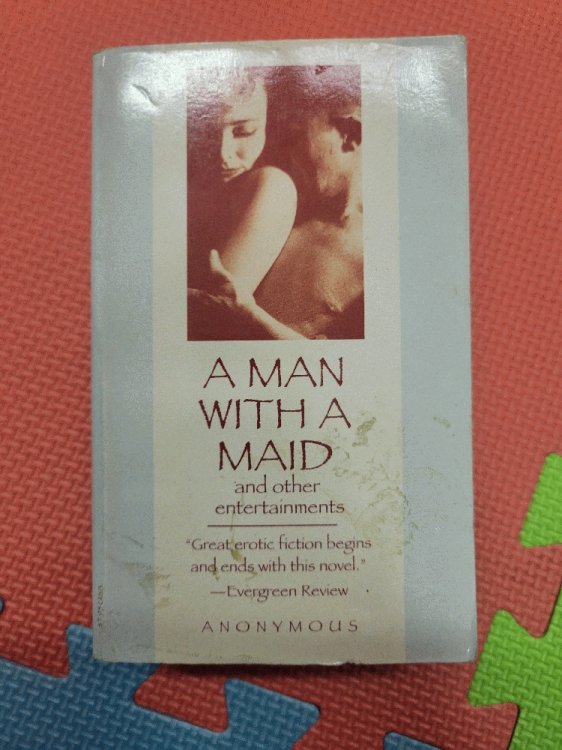 A MAN
WITH A
MAID
and other
entertainments
"Great erotic fiction begins
and ends with this novel."
—Evergreen Review
ANONYMOUS